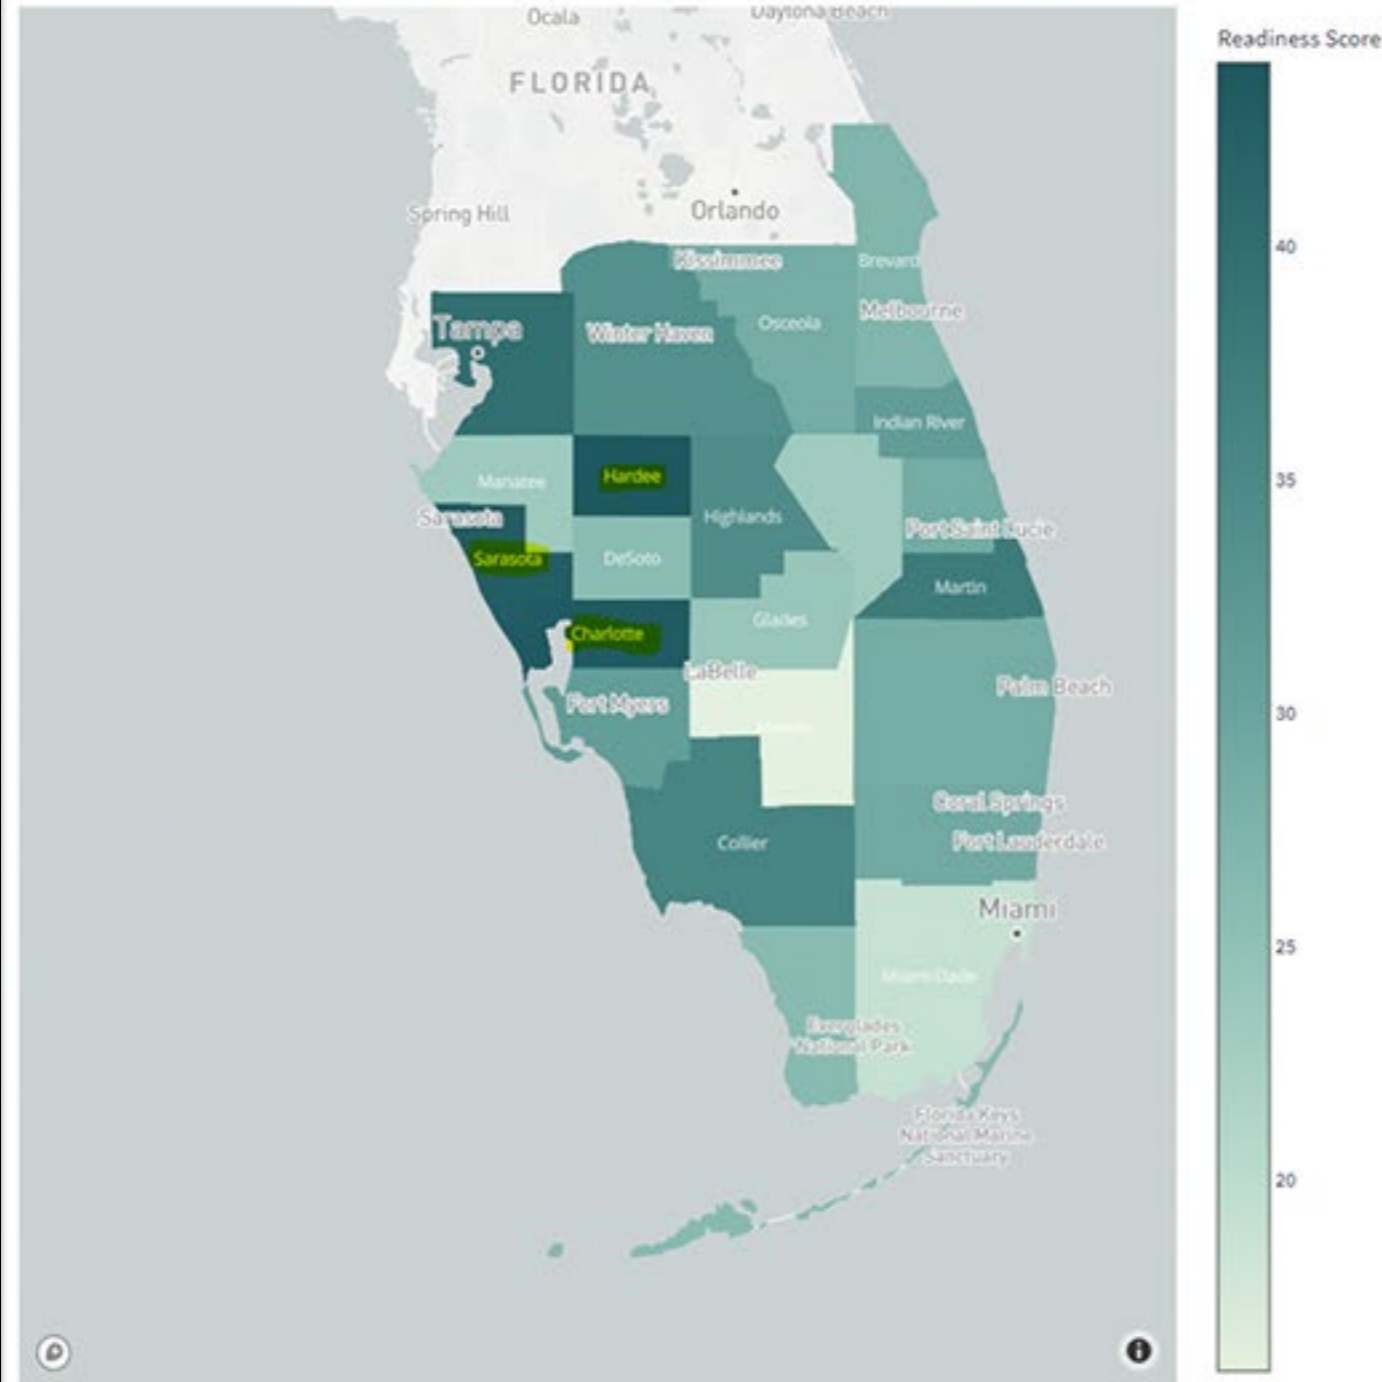 Ocala
Daytona Beach
Readiness Score
FLORIDA
Spring Hill
Orlando
40
Kissimmee
Brevard
Melbourne
Tampa
Winter Haven
Osceola
Indian River
Hardee
Manatee
35
Sarasota
Highlands
Port Saint Lucie
Sarasota
DeSoto
Martin
Glades
Charlotte
LaBelle
Palm Beach
Fort Myers
30
Coral Springs
Collier
Fort Lauderdale
Miami
25
Miami-Dade
Everglades
National Park
Florida Keys
National Marine
Sanctuary
20